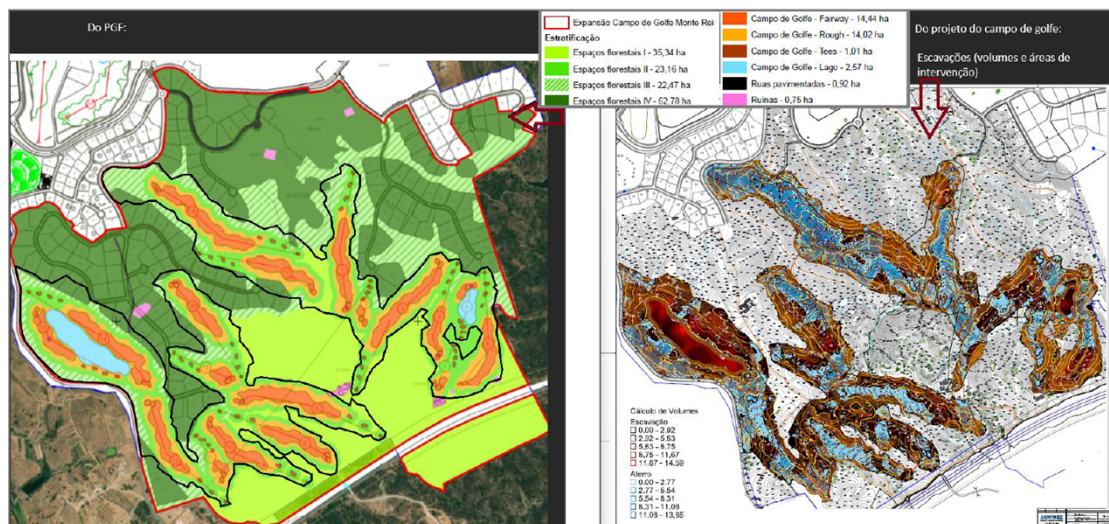 Do PGF:
Expansão Campo de Golfe Monte Rei
Estratificação
Espaços florestais I - 35,34 ha
Espaços florestais II - 23,16 ha
Espaços florestais III - 22,47 ha
Espaços florestais IV - 62,78 ha
Campo de Golfe - Fairway - 14,44 ha
Campo de Golfe - Rough - 14,02 ha
Campo de Golfe - Tees - 1,01 ha
Campo de Golfe - Lago - 2,57 ha
Ruas pavimentadas - 0,92 ha
Ruínas - 0,75 ha
Do projeto do campo de golfe:
Escavações (volumes e áreas de
intervenção)
Cálculo de Volumes
Escavação
0.00 - 2.92
2.92 - 5.83
5.83 - 8.75
8.75 - 11.67
11.67 - 14.59
Aterro
0.00 - 2.77
2.77 - 5.54
5.54 - 8.31
8.31 - 11.08
11.08 - 13.85